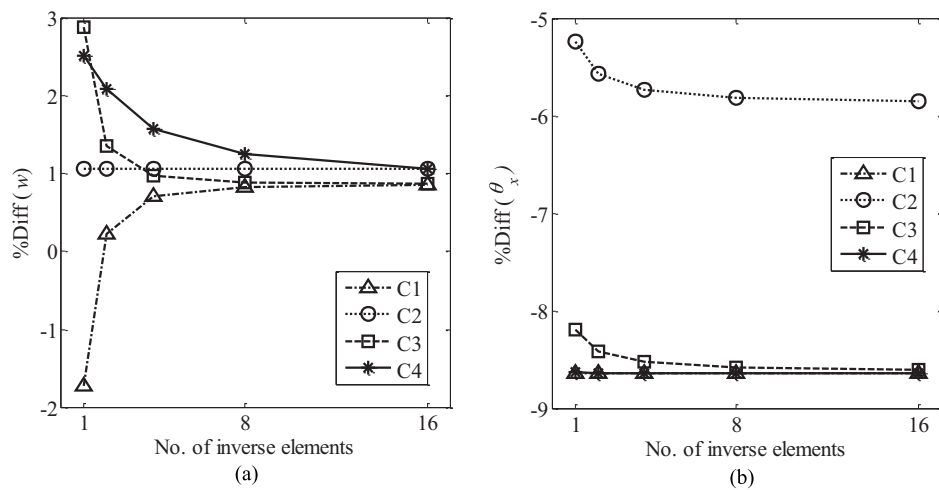 3
2
1
0
1
-2
%Diff(w)
1
8
16
No. of inverse elements
(a)
C1
C2
C3
C4
-5
-6
-7
-8
-9
%Diff(θx)
1
8
16
No. of inverse elements
(b)
C1
C2
C3
C4